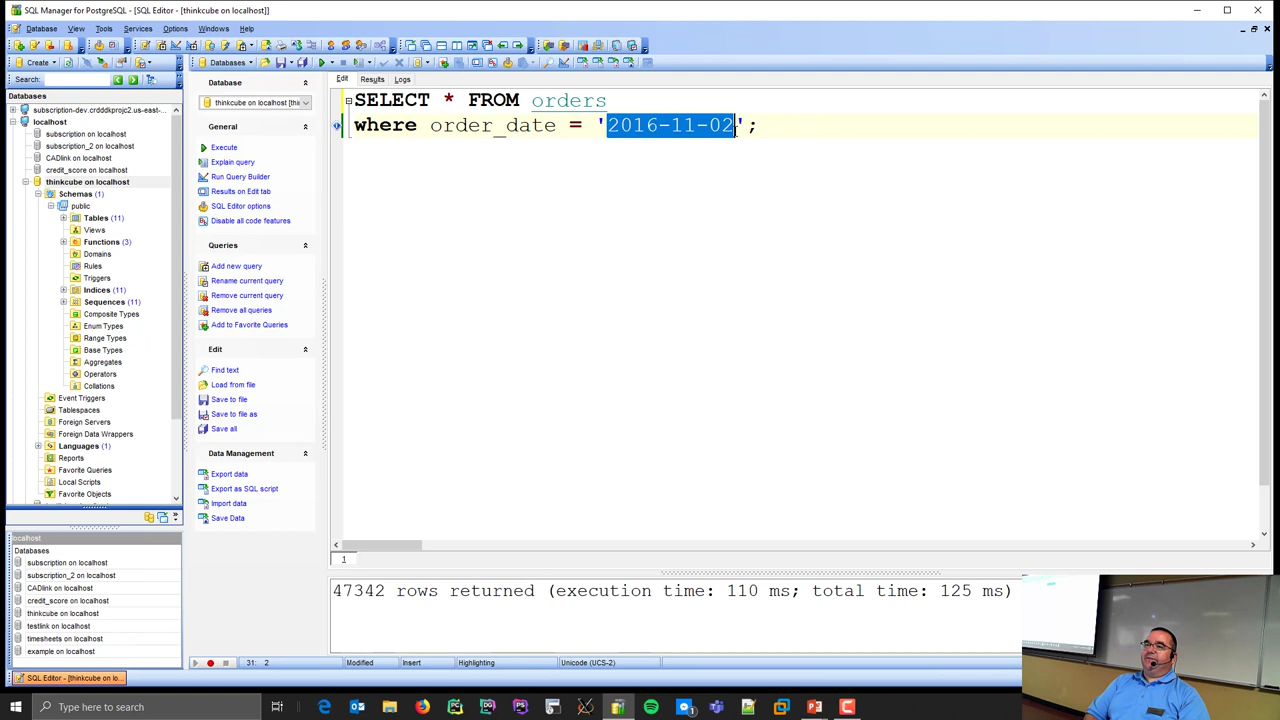 SQL Manager for PostgreSQL - [SQL Editor [thinkcube on localhost]]
Database View Tools Services Options Windows Help
Create Databases
Search:
Edit Results Logs
Databases
subscription-dev.crdddkprojc2.us-east-
localhost
subscription on localhost
subscription_2 on localhost
CADlink on localhost
credit_score on localhost
thinkcube on localhost
Schemas (1)
public
Tables (11)
Views
Functions (3)
Domains
Rules
Triggers
Indices (11)
Sequences (11)
Composite Types
Enum Types
Range Types
Base Types
Aggregates
Operators
Collations
Event Triggers
Tablespaces
Foreign Servers
Foreign Data Wrappers
Languages (1)
Reports
Favorite Queries
Local Scripts
Favorite Objects
localhost
Databases
subscription on localhost
subscription_2 on localhost
CADlink on localhost
credit_score on localhost
thinkcube on localhost
testlink on localhost
timesheets on localhost
example on localhost
Database
thinkcube on localhost [thin
General
Execute
Explain query
Run Query Builder
Results on Edit tab
SQL Editor options
Disable all code features
Queries
Add new query
Rename current query
Remove current query
Remove all queries
Add to Favorite Queries
Edit
Find text
Load from file
Save to file
Save to file as
Save all
Data Management
Export data
Export as SQL script
Import data
Save Data
SELECT * FROM orders
where order_date = '2016-11-02';
1
47342 rows returned (execution time: 110 ms; total time: 125 ms)
31: 2 Modified Insert Highlighting Unicode (UCS-2)
SQL Editor - [thinkcube on lo...
Type here to search